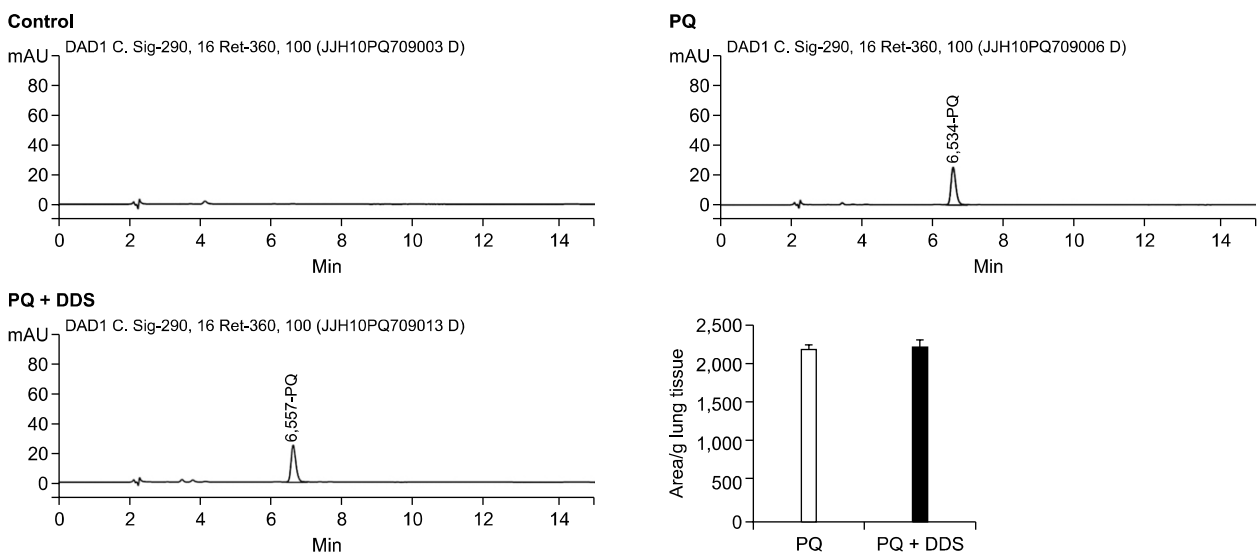 Control
DAD1 C. Sig-290, 16 Ret-360, 100 (JJH10PQ709003 D)
mAU
80
60
40
20
0
0 2 4 6 8 10 12 14
Min
PQ
DAD1 C. Sig-290, 16 Ret-360, 100 (JJH10PQ709006 D)
mAU
80
60
40
20
0
6,534-PQ
0 2 4 6 8 10 12 14
Min
PQ + DDS
DAD1 C. Sig-290, 16 Ret-360, 100 (JJH10PQ709013 D)
mAU
80
60
40
20
0
6,557-PQ
0 2 4 6 8 10 12 14
Min
Area/g lung tissue
2,500
2,000
1,500
1,000
500
0
PQ PQ + DDS